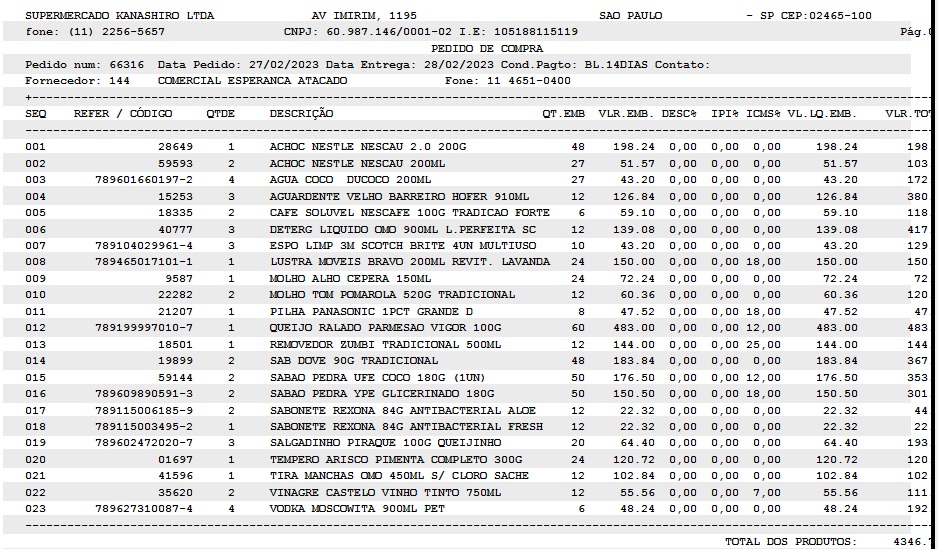 SUPERMERCADO KANASHIRO LTDA AV IMIRIM, 1195 SAO PAULO - SP CEP:02465-100
fone: (11) 2256-5657 CNPJ: 60.987.146/0001-02 I.E: 105188115119 Pág.0
PEDIDO DE COMPRA
Pedido num: 66316 Data Pedido: 27/02/2023 Data Entrega: 28/02/2023 Cond.Pagto: BL.14DIAS Contato:
Fornecedor: 144 COMERCIAL ESPERANCA ATACADO Fone: 11 4651-0400
SEQ REFER / CÓDIGO QTDE DESCRIÇÃO QT.EMB VLR.EMB. DESC% IPI% ICMS% VL.LQ.EMB. VLR.TOT
001 28649 1 ACHOC NESTLE NESCAU 2.0 200G 48 198.24 0,00 0,00 0,00 198.24 198
002 59593 2 ACHOC NESTLE NESCAU 200ML 27 51.57 0,00 0,00 0,00 51.57 103
003 789601660197-2 4 AGUA COCO DUCOCO 200ML 27 43.20 0,00 0,00 0,00 43.20 172
004 15253 3 AGUARDENTE VELHO BARREIRO HOFER 910ML 12 126.84 0,00 0,00 0,00 126.84 380
005 18335 2 CAFE SOLUVEL NESCAFE 100G TRADICAO FORTE 6 59.10 0,00 0,00 0,00 59.10 118
006 40777 3 DETERG LIQUIDO OMO 900ML L.PERFEITA SC 12 139.08 0,00 0,00 0,00 139.08 417
007 789104029961-4 3 ESPO LIMP 3M SCOTCH BRITE 4UN MULTIUSO 10 43.20 0,00 0,00 0,00 43.20 129
008 789465017101-1 1 LUSTRA MOVEIS BRAVO 200ML REVIT. LAVANDA 24 150.00 0,00 0,00 18,00 150.00 150
009 9587 1 MOLHO ALHO CEPERA 150ML 24 72.24 0,00 0,00 0,00 72.24 72
010 22282 2 MOLHO TOM POMAROLA 520G TRADICIONAL 12 60.36 0,00 0,00 0,00 60.36 120
011 21207 1 PILHA PANASONIC 1PCT GRANDE D 8 47.52 0,00 0,00 18,00 47.52 47
012 789199997010-7 1 QUEIJO RALADO PARMESAO VIGOR 100G 60 483.00 0,00 0,00 12,00 483.00 483
013 18501 1 REMOVEDOR ZUMBI TRADICIONAL 500ML 12 144.00 0,00 0,00 25,00 144.00 144
014 19899 2 SAB DOVE 90G TRADICIONAL 48 183.84 0,00 0,00 0,00 183.84 367
015 59144 2 SABAO PEDRA UFE COCO 180G (1UN) 50 176.50 0,00 0,00 12,00 176.50 353
016 789609890591-3 2 SABAO PEDRA YPE GLICERINADO 180G 50 150.50 0,00 0,00 18,00 150.50 301
017 789115006185-9 2 SABONETE REXONA 84G ANTIBACTERIAL ALOE 12 22.32 0,00 0,00 0,00 22.32 44
018 789115003495-2 1 SABONETE REXONA 84G ANTIBACTERIAL FRESH 12 22.32 0,00 0,00 0,00 22.32 22
019 789602472020-7 3 SALGADINHO PIRAQUE 100G QUEIJINHO 20 64.40 0,00 0,00 0,00 64.40 193
020 01697 1 TEMPERO ARISCO PIMENTA COMPLETO 300G 24 120.72 0,00 0,00 0,00 120.72 120
021 41596 1 TIRA MANCHAS OMO 450ML S/ CLORO SACHE 12 102.84 0,00 0,00 0,00 102.84 102
022 35620 2 VINAGRE CASTELO VINHO TINTO 750ML 12 55.56 0,00 0,00 7,00 55.56 111
023 789627310087-4 4 VODKA MOSCOWITA 900ML PET 6 48.24 0,00 0,00 0,00 48.24 192
TOTAL DOS PRODUTOS: 4346.7